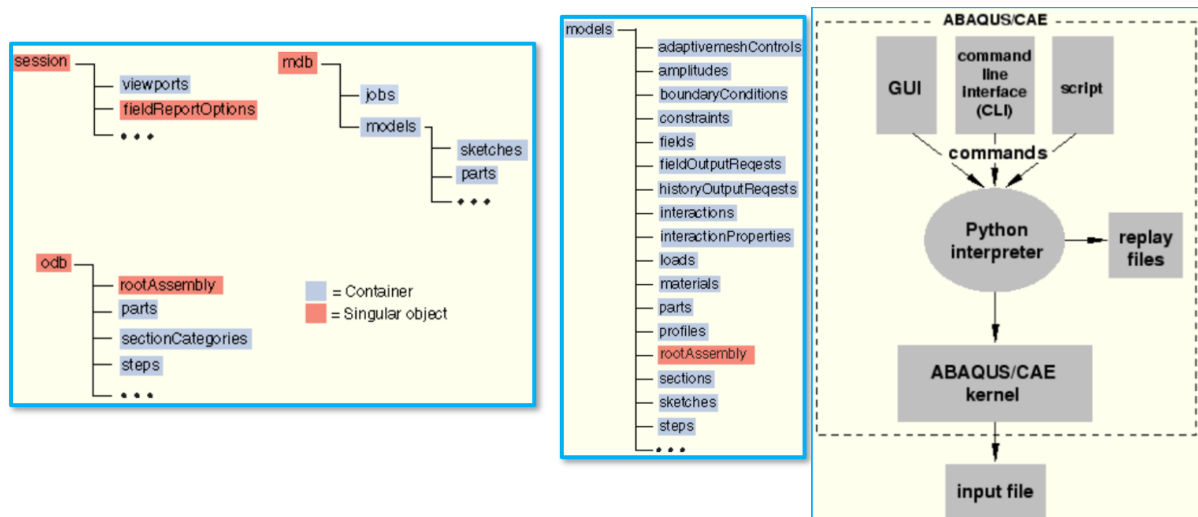 session
viewports
fieldReportOptions
• • •
mdb
jobs
models
sketches
parts
• • •
odb
rootAssembly
parts
sectionCategories
steps
• • •
= Container
= Singular object
models
adaptivemeshControls
amplitudes
boundaryConditions
constraints
fields
fieldOutputReqests
historyOutputReqests
interactions
interactionProperties
loads
materials
parts
profiles
rootAssembly
sections
sketches
steps
• • •
ABAQUS/CAE
GUI
command
line
interface
(CLI)
script
commands
Python
interpreter
replay
files
ABAQUS/CAE
kernel
input file